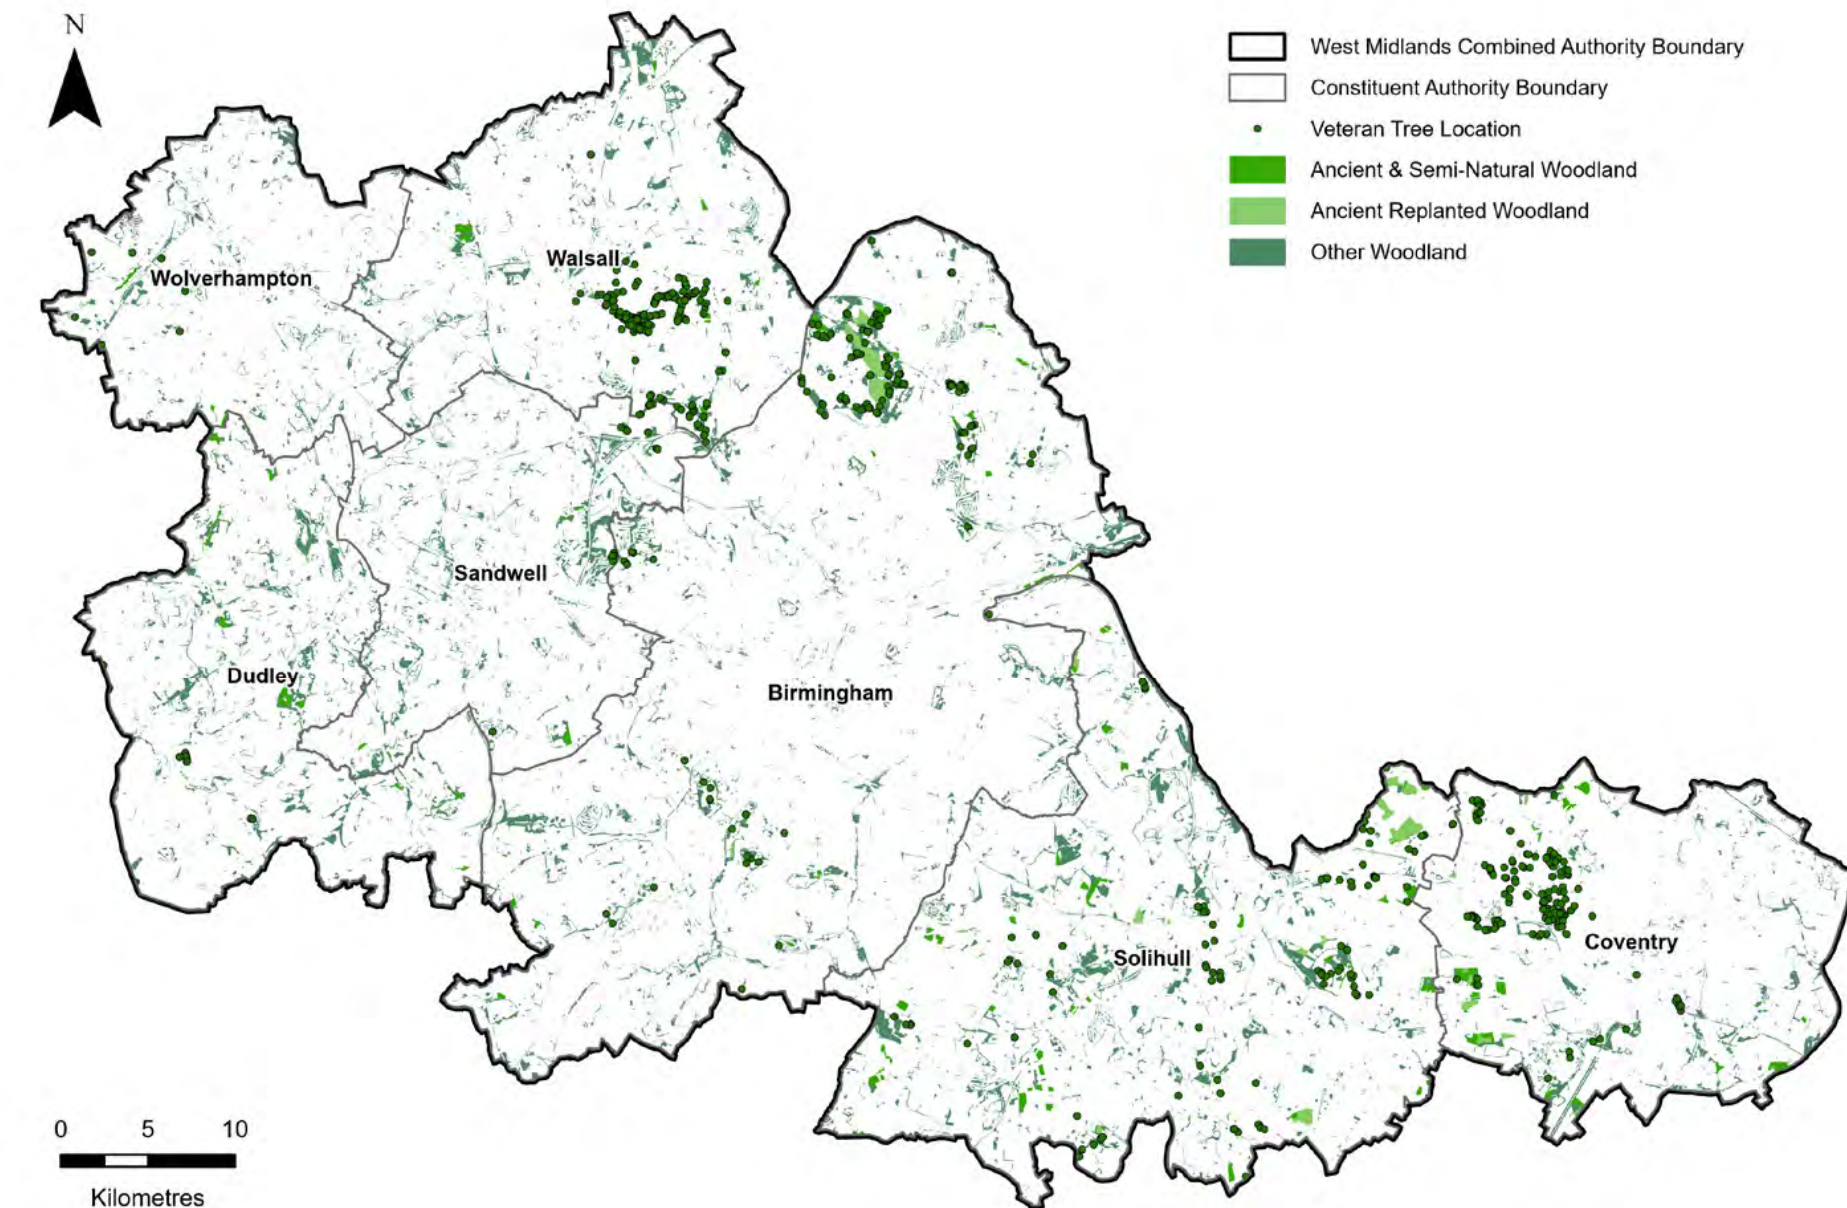 N
West Midlands Combined Authority Boundary
Constituent Authority Boundary
Veteran Tree Location
Ancient & Semi-Natural Woodland
Ancient Replanted Woodland
Other Woodland
Walsall
Wolverhampton
Sandwell
Dudley
Birmingham
Coventry
Solihull
0 5 10
Kilometres